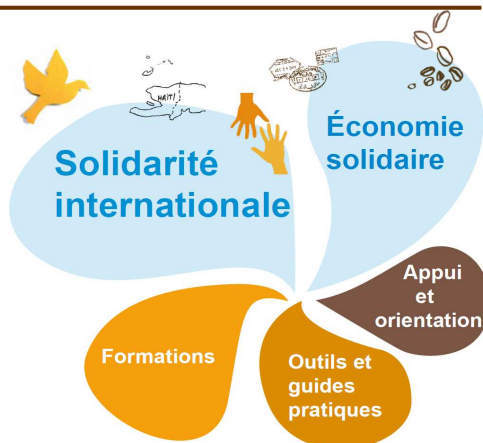 HAITI
Économie
solidaire
Solidarité
internationale
Appui
et
orientation
Formations
Outils et
guides
pratiques